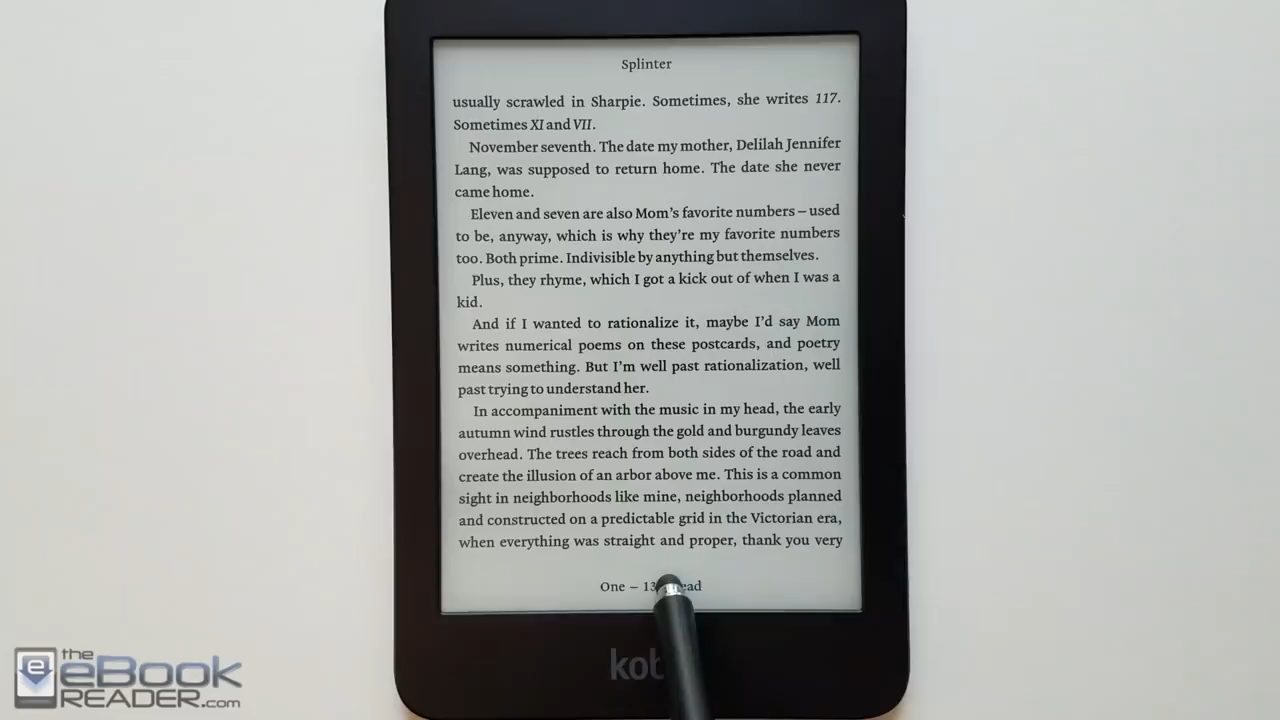 Splinter
usually scrawled in Sharpie. Sometimes, she writes 117.
Sometimes XI and VII.
November seventh. The date my mother, Delilah Jennifer
Lang, was supposed to return home. The date she never
came home.
Eleven and seven are also Mom’s favorite numbers – used
to be, anyway, which is why they’re my favorite numbers
too. Both prime. Indivisible by anything but themselves.
Plus, they rhyme, which I got a kick out of when I was a
kid.
And if I wanted to rationalize it, maybe I’d say Mom
writes numerical poems on these postcards, and poetry
means something. But I’m well past rationalization, well
past trying to understand her.
In accompaniment with the music in my head, the early
autumn wind rustles through the gold and burgundy leaves
overhead. The trees reach from both sides of the road and
create the illusion of an arbor above me. This is a common
sight in neighborhoods like mine, neighborhoods planned
and constructed on a predictable grid in the Victorian era,
when everything was straight and proper, thank you very
One –
the
eBook
READER.com